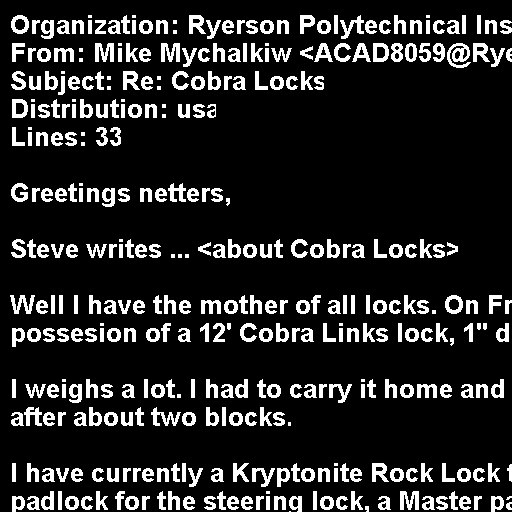 Organization: Ryerson Polytechnical Ins
From: Mike Mychalkiw <ACAD8059@Rye
Subject: Re: Cobra Locks
Distribution: usa
Lines: 33
Greetings netters,
Steve writes ... <about Cobra Locks>
Well I have the mother of all locks. On Fr
possesion of a 12' Cobra Links lock, 1" d
I weighs a lot. I had to carry it home and
after about two blocks.
I have currently a Kryptonite Rock Lock t
padlock for the steering lock, a Master pa